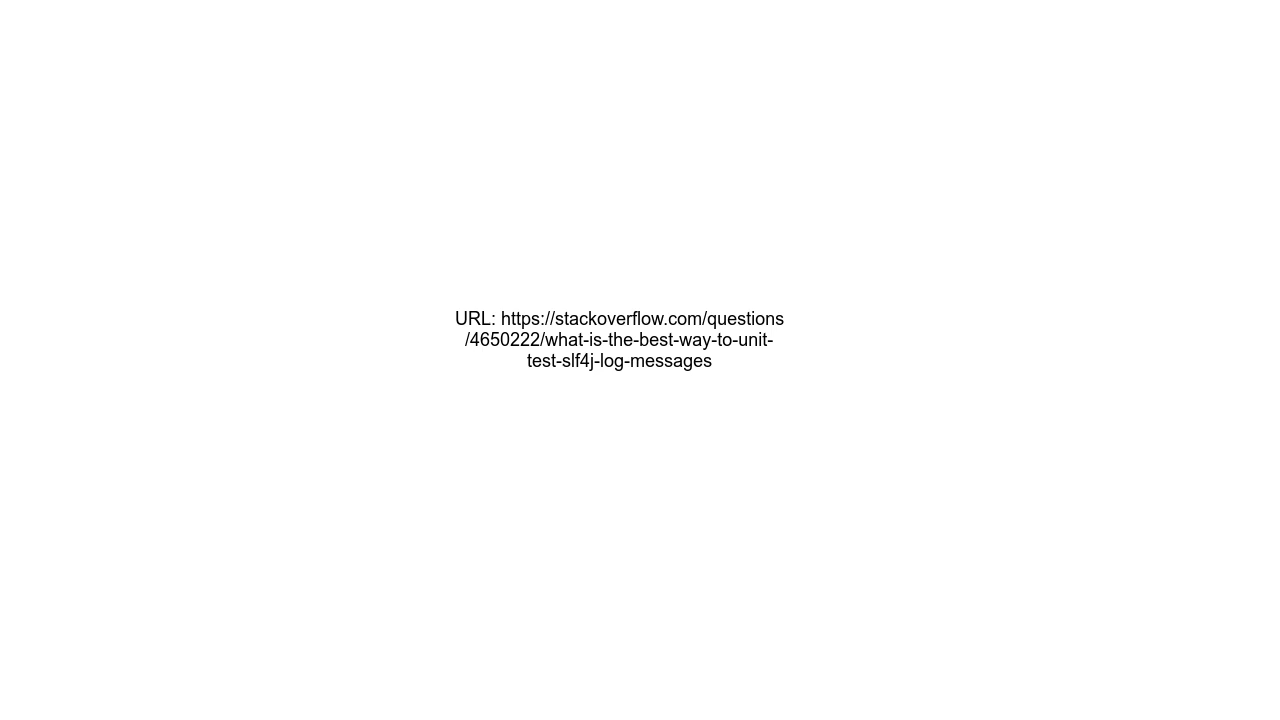 URL: https://stackoverflow.com/questions
/4650222/what-is-the-best-way-to-unit-
test-slf4j-log-messages